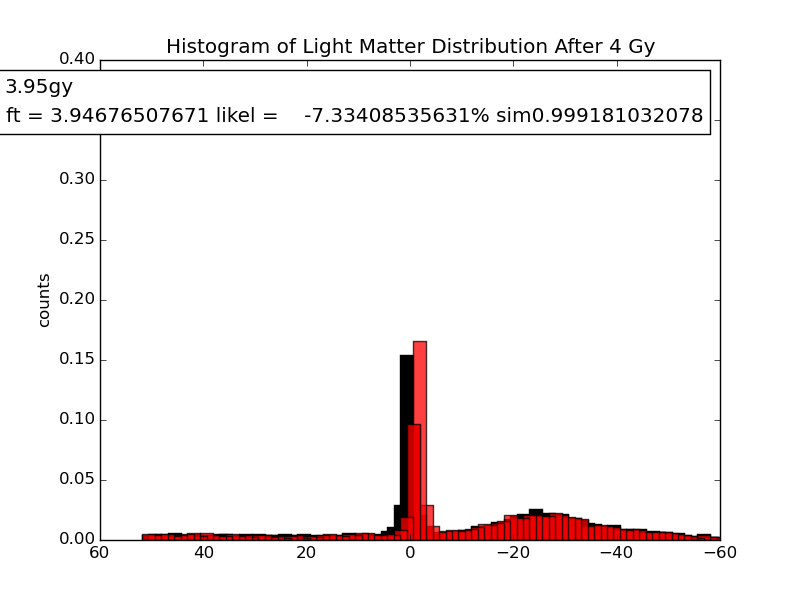 Histogram of Light Matter Distribution After 4 Gy
0.40
3.95gy
ft = 3.94676507671 likel = -7.33408535631% sim0.999181032078
0.30
0.25
0.20
0.15
0.10
0.05
0.00
counts
60 40 20 0 −20 −40 −60